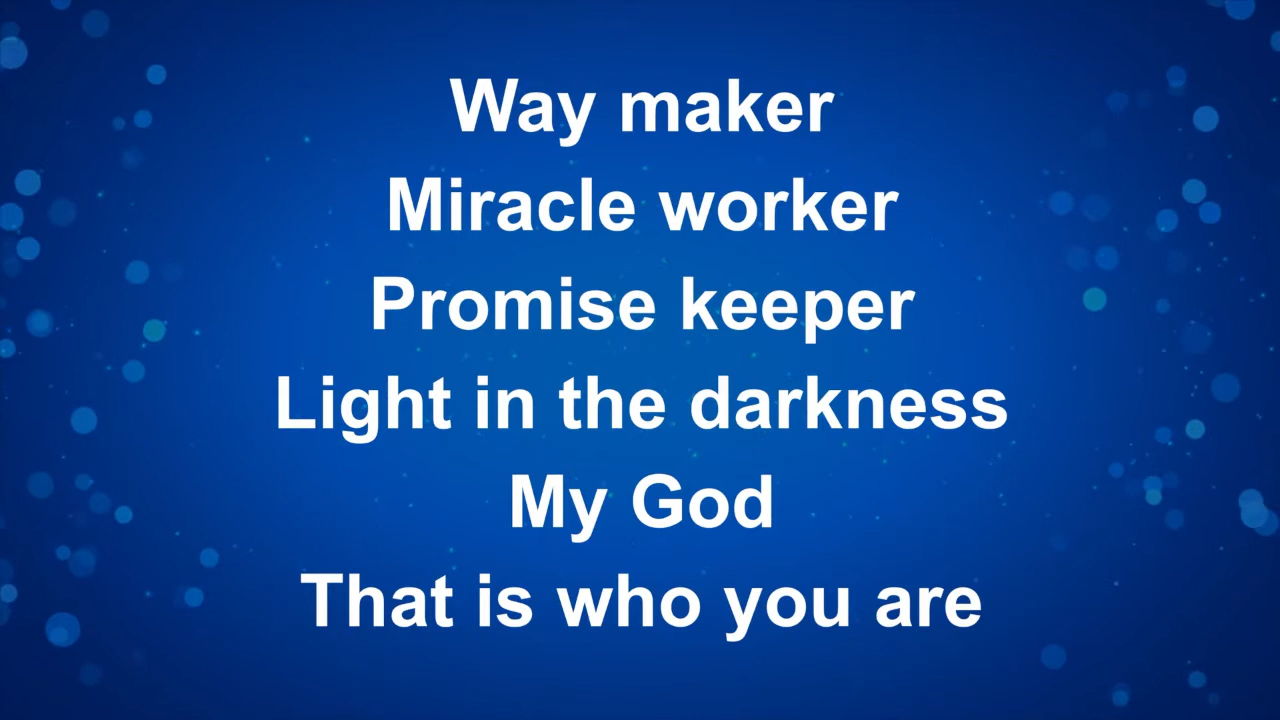 Way maker
Miracle worker
Promise keeper
Light in the darkness
My God
That is who you are